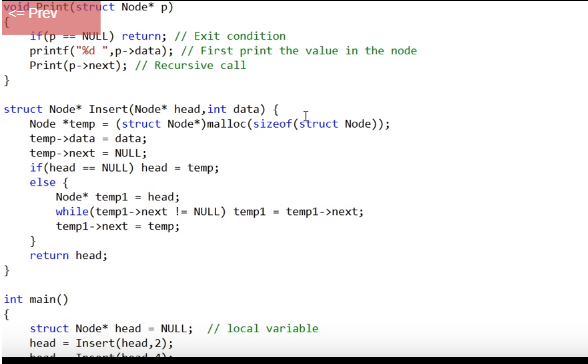 void Print(struct Node* p)
<= Prev
{
if(p == NULL) return; // Exit condition
printf("%d ",p->data); // First print the value in the node
Print(p->next); // Recursive call
}
struct Node* Insert(Node* head,int data) {
Node *temp = (struct Node*)malloc(sizeof(struct Node));
temp->data = data;
temp->next = NULL;
if(head == NULL) head = temp;
else {
Node* temp1 = head;
while(temp1->next != NULL) temp1 = temp1->next;
temp1->next = temp;
}
return head;
}
int main()
{
struct Node* head = NULL; // local variable
head = Insert(head,2);
head = Insert(head,4);